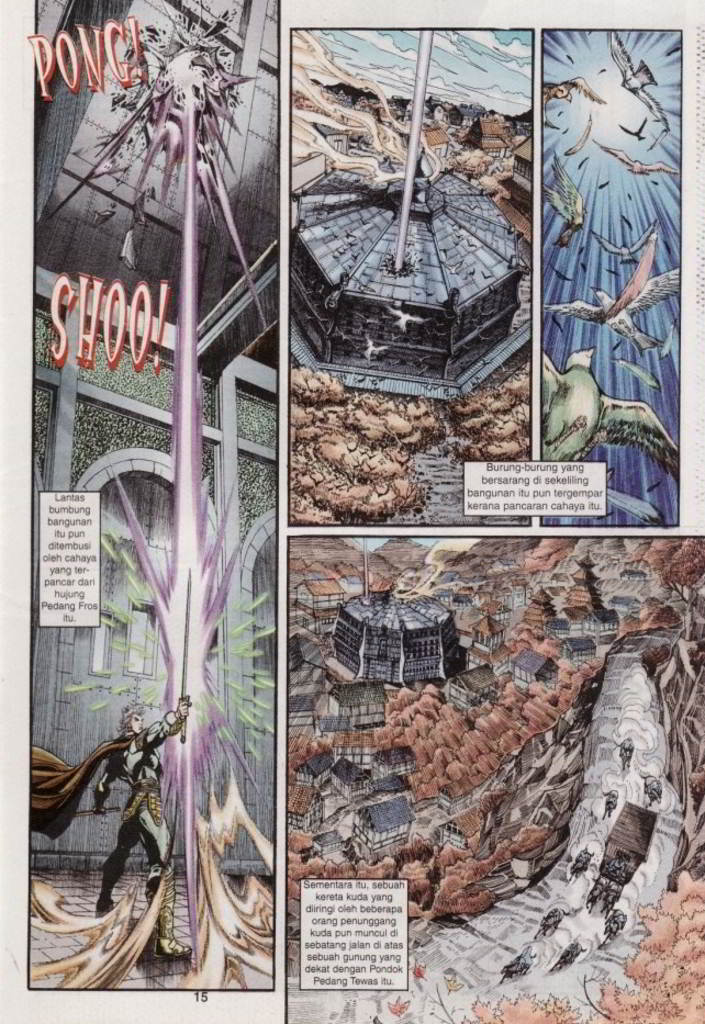 PONG!
SHOO!
Lantas
bumbung
bangunan
itu pun
ditembusi
oleh cahaya
yang ter-
pancar dari
hujung
Pedang Fros
itu.
Burung-burung yang
bersarang di sekeliling
bangunan itu pun tergempar
kerana pancaran cahaya itu.
Sementara itu, sebuah
kereta kuda yang
diiringi oleh beberapa
orang penunggang
kuda pun muncul di
sebatang jalan di atas
sebuah gunung yang
dekat dengan Pondok
Pedang Tewas itu.
15